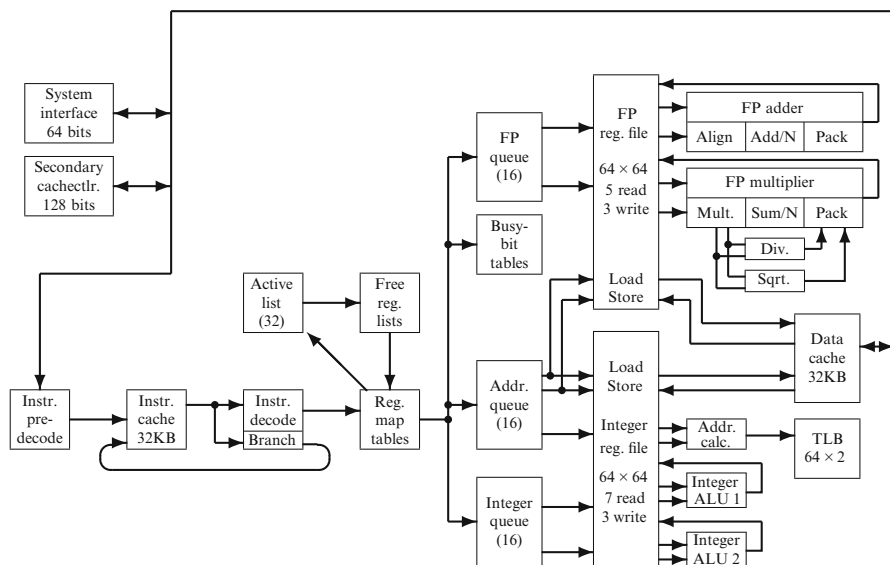 System
interface
64 bits
Secondary
cachectlr.
128 bits
FP
queue
(16)
Busy-
bit
tables
FP
reg. file
64 × 64
5 read
3 write
Load
Store
FP adder
Align
Add/N
Pack
FP multiplier
Mult.
Sum/N
Pack
Div.
Sqrt.
Active
list
(32)
Free
reg.
lists
Data
cache
32KB
Instr.
pre-
decode
Instr.
cache
32KB
Instr.
decode
Branch
Reg.
map
tables
Addr.
queue
(16)
Load
Store
Integer
reg. file
64 × 64
7 read
3 write
Addr.
calc.
TLB
64 × 2
Integer
queue
(16)
Integer
ALU 1
Integer
ALU 2